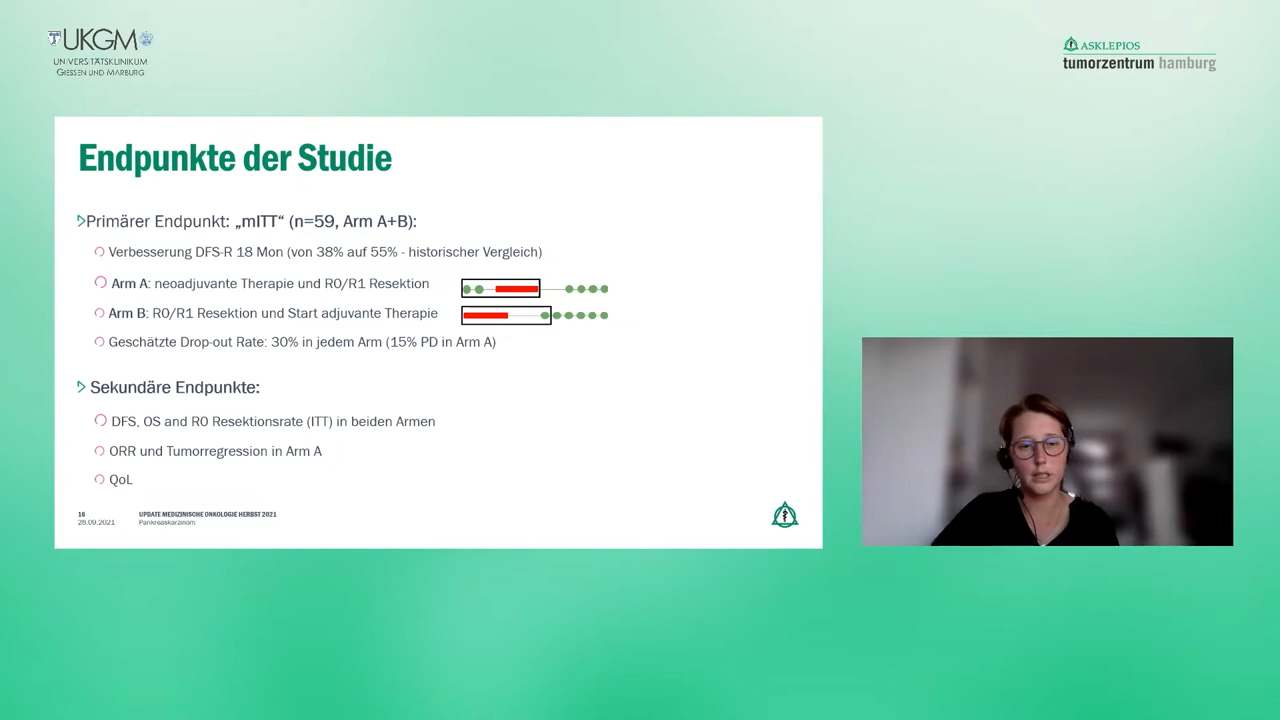 UKGM
UNIVERSITÄTSKLINIKUM
GIESSEN UND MARBURG
ASKLEPIOS
tumorzentrum hamburg
Endpunkte der Studie
Primärer Endpunkt: „mITT“ (n=59, Arm A+B):
Verbesserung DFS-R 18 Mon (von 38% auf 55% - historischer Vergleich)
Arm A: neoadjuvante Therapie und R0/R1 Resektion
Arm B: R0/R1 Resektion und Start adjuvante Therapie
Geschätzte Drop-out Rate: 30% in jedem Arm (15% PD in Arm A)
Sekundäre Endpunkte:
DFS, OS and R0 Resektionsrate (ITT) in beiden Armen
ORR und Tumorregression in Arm A
QoL
16
28.09.2021
UPDATE MEDIZINISCHE ONKOLOGIE HERBST 2021
Pankreaskarzinom